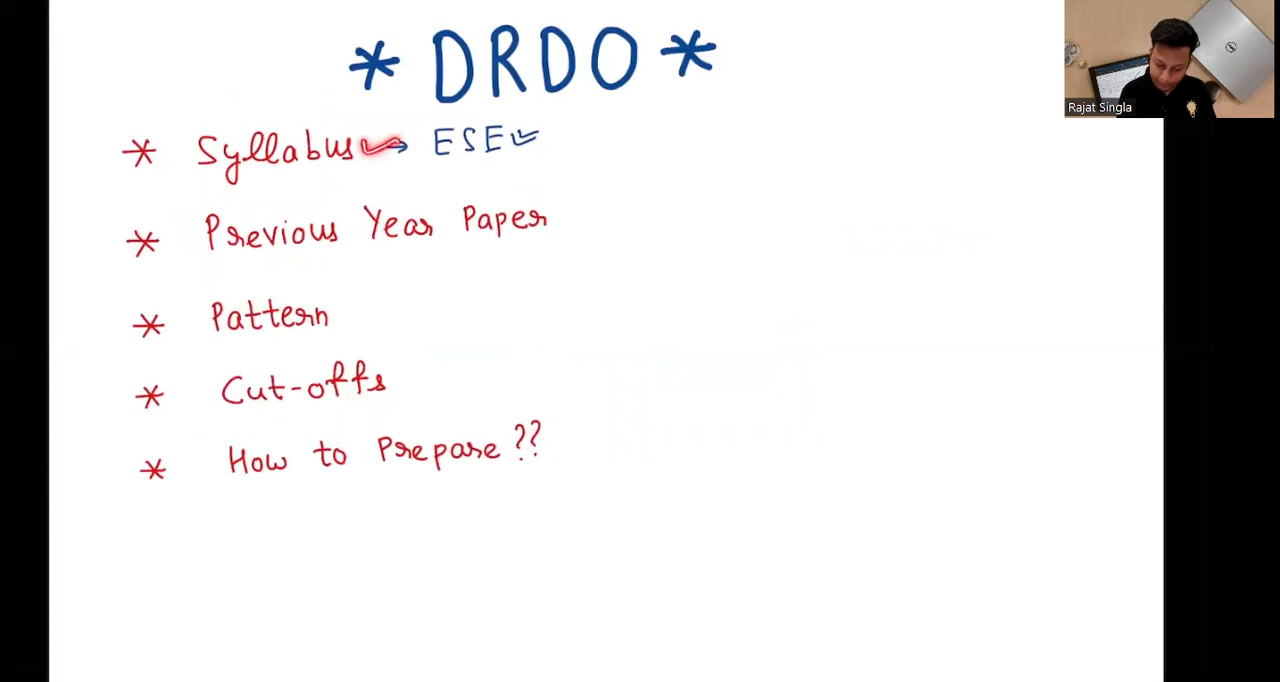 * DRDO *
* Syllabus → ESE
* Previous Year Paper
* Pattern
* Cut-offs
* How to Prepare ??
Rajat Singla